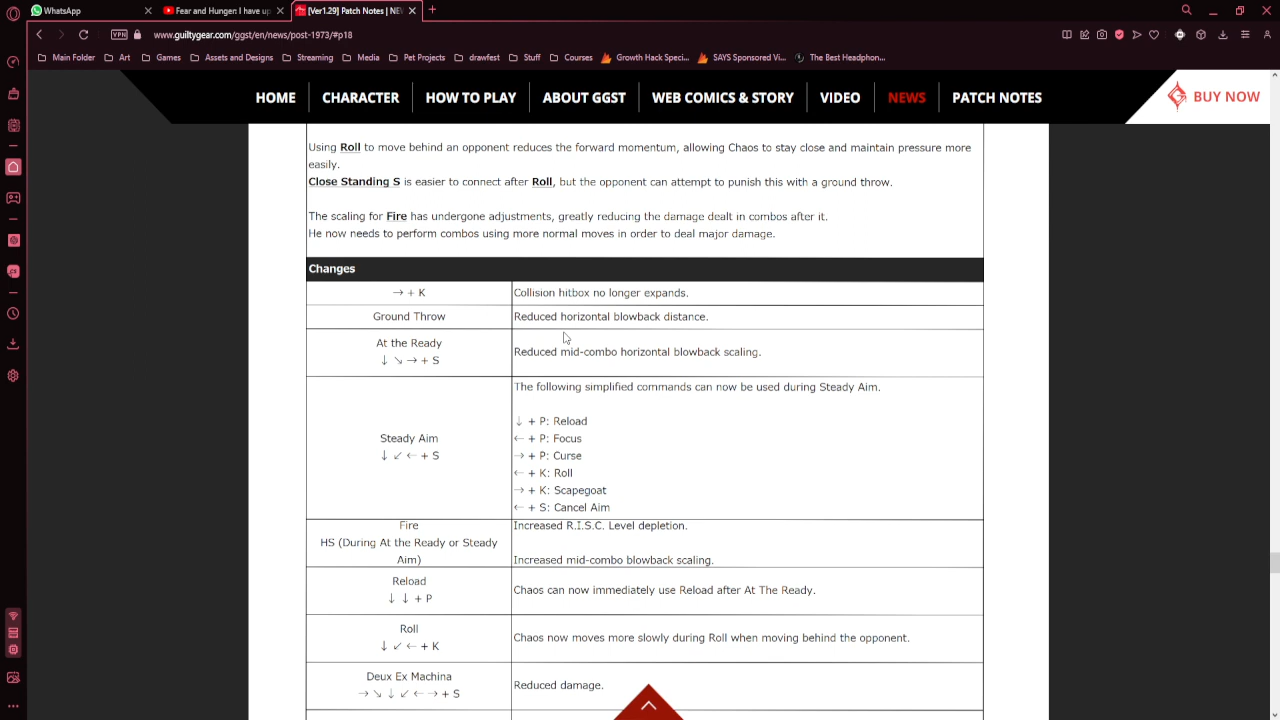 WhatsApp
Fear and Hunger: I have up
[Ver1.29] Patch Notes | NEW
VPN
www.guiltygear.com/ggst/en/news/post-1973/#p18
Main Folder
Art
Games
Assets and Designs
Streaming
Media
Pet Projects
drawfest
Stuff
Courses
Growth Hack Speci...
SAYS Sponsored Vi...
The Best Headphon...
HOME
CHARACTER
HOW TO PLAY
ABOUT GGST
WEB COMICS & STORY
VIDEO
NEWS
PATCH NOTES
BUY NOW
Using Roll to move behind an opponent reduces the forward momentum, allowing Chaos to stay close and maintain pressure more
easily.
Close Standing S is easier to connect after Roll, but the opponent can attempt to punish this with a ground throw.
The scaling for Fire has undergone adjustments, greatly reducing the damage dealt in combos after it.
He now needs to perform combos using more normal moves in order to deal major damage.
Changes
→ + K
Collision hitbox no longer expands.
Ground Throw
Reduced horizontal blowback distance.
At the Ready
↓ ↘ → + S
Reduced mid-combo horizontal blowback scaling.
Steady Aim
↓ ↙ ← + S
The following simplified commands can now be used during Steady Aim.
↓ + P: Reload
← + P: Focus
→ + P: Curse
← + K: Roll
→ + K: Scapegoat
← + S: Cancel Aim
Fire
HS (During At the Ready or Steady
Aim)
Increased R.I.S.C. Level depletion.
Increased mid-combo blowback scaling.
Reload
↓ ↓ + P
Chaos can now immediately use Reload after At The Ready.
Roll
↓ ↙ ← + K
Chaos now moves more slowly during Roll when moving behind the opponent.
Deux Ex Machina
→ ↘ ↓ ↙ ← → + S
Reduced damage.